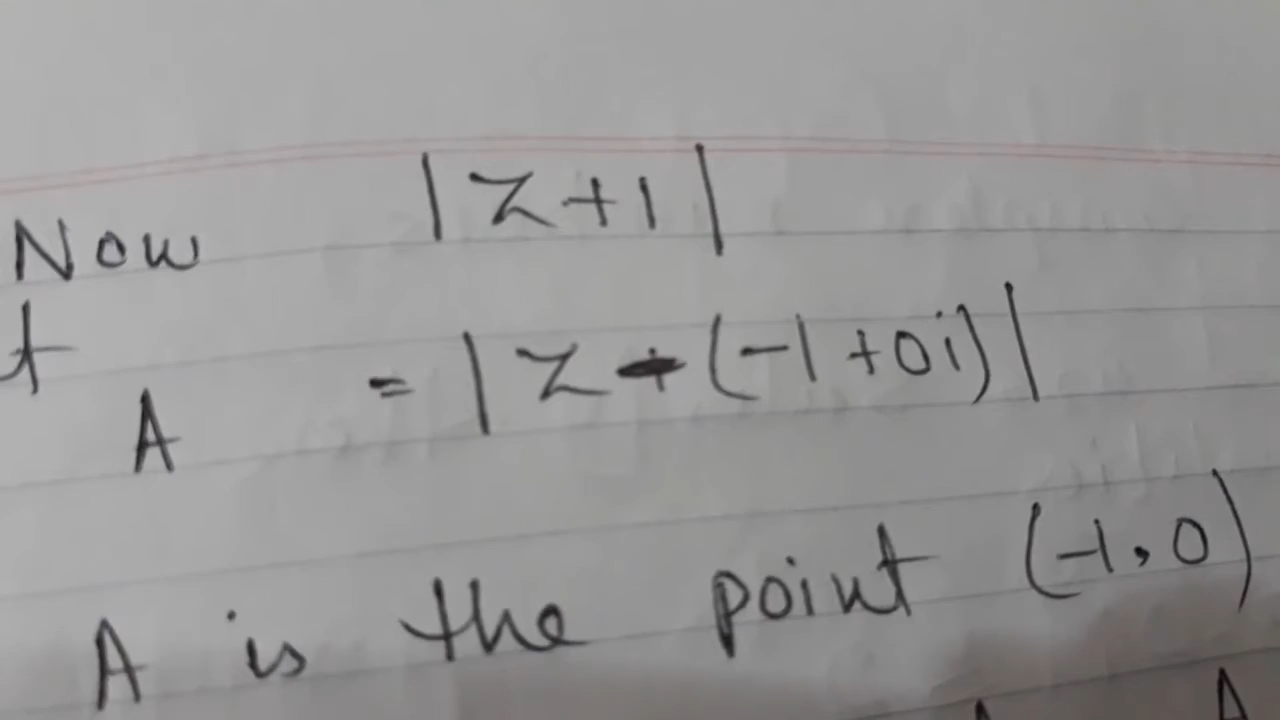 Now |z+1|
t
A = |z-(-1+0i)|
A is the point (-1,0)